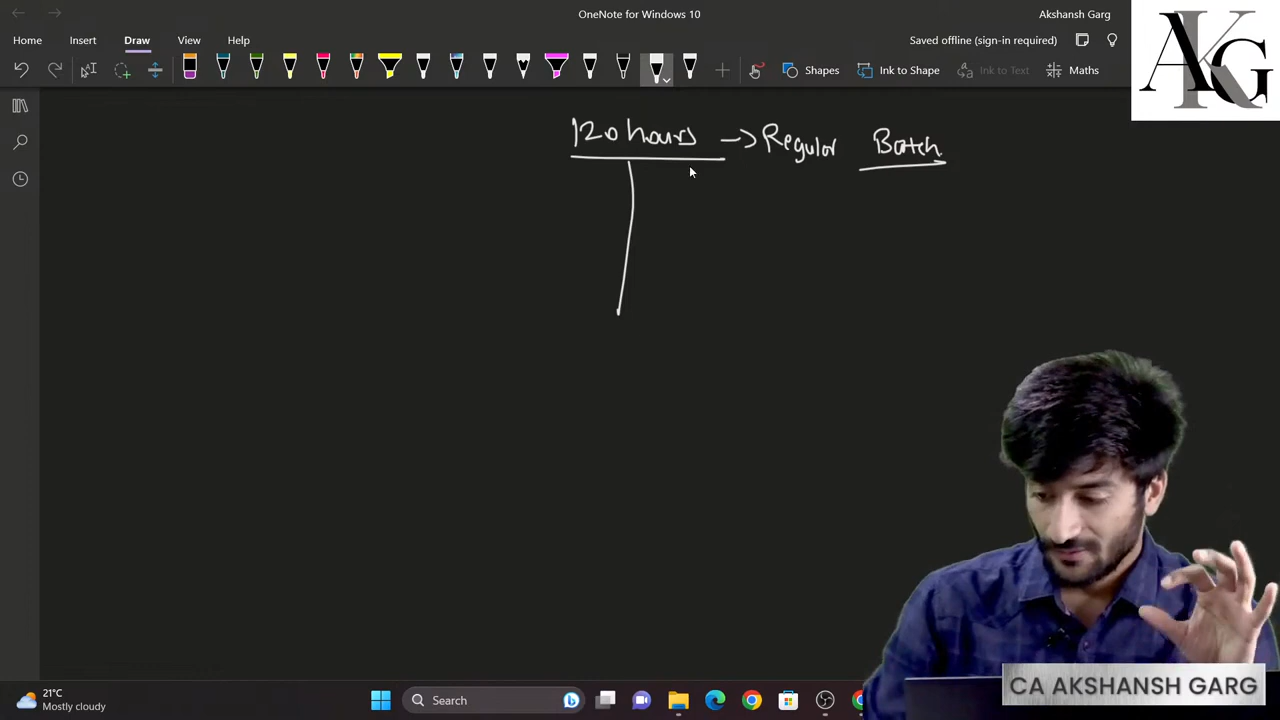 OneNote for Windows 10
Akshansh Garg
Home Insert Draw View Help
Saved offline (sign-in required)
Shapes Ink to Shape Ink to Text Maths
AKG
120 hours → Regular Batch
CA AKSHANSH GARG
21°C
Mostly cloudy
Search